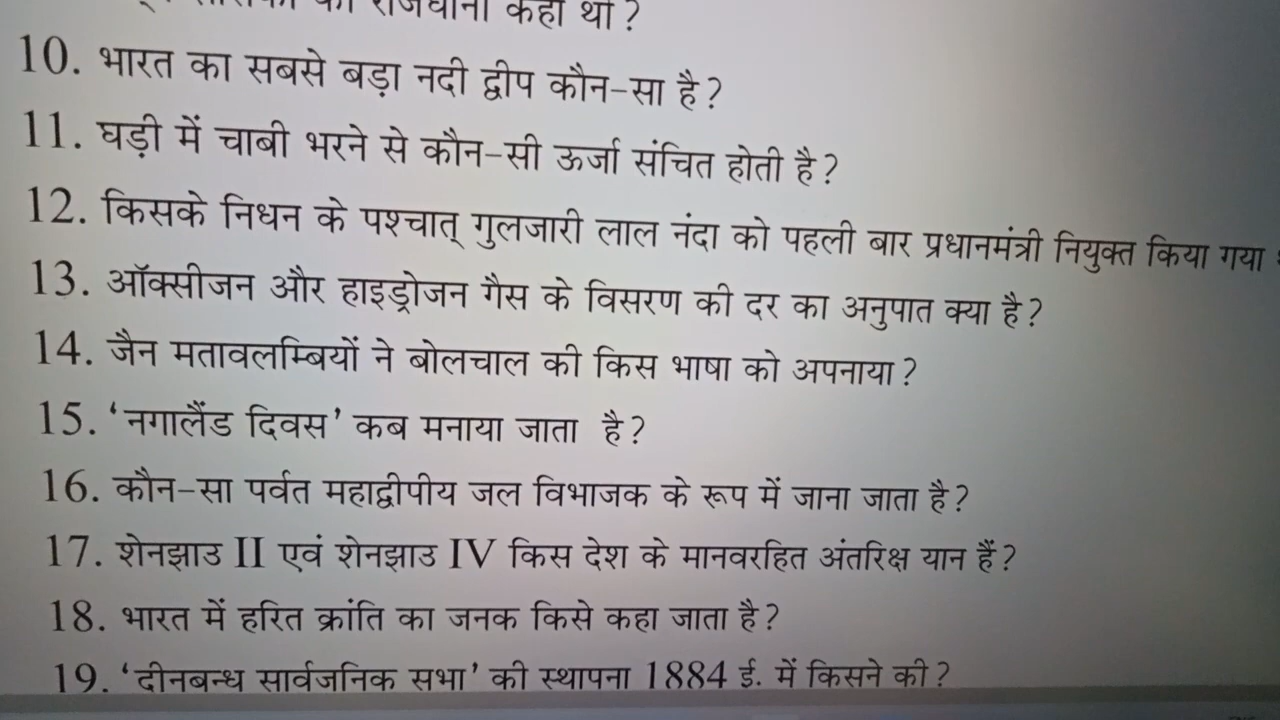 की राजधानी कहाँ थी?
10. भारत का सबसे बड़ा नदी द्वीप कौन-सा है?
11. घड़ी में चाबी भरने से कौन-सी ऊर्जा संचित होती है?
12. किसके निधन के पश्चात् गुलजारी लाल नंदा को पहली बार प्रधानमंत्री नियुक्त किया गया
13. ऑक्सीजन और हाइड्रोजन गैस के विसरण की दर का अनुपात क्या है?
14. जैन मतावलम्बियों ने बोलचाल की किस भाषा को अपनाया?
15. ‘नगालैंड दिवस’ कब मनाया जाता है?
16. कौन-सा पर्वत महाद्वीपीय जल विभाजक के रूप में जाना जाता है?
17. शेनझाउ II एवं शेनझाउ IV किस देश के मानवरहित अंतरिक्ष यान हैं?
18. भारत में हरित क्रांति का जनक किसे कहा जाता है?
19. ‘दीनबन्ध सार्वजनिक सभा’ की स्थापना 1884 ई. में किसने की?